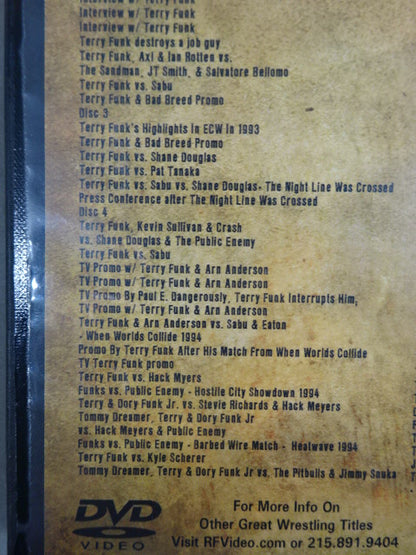 Interview w/ Terry Funk
Interview w/ Terry Funk
Interview w/ Terry Funk
Terry Funk destroys a job guy
Terry Funk, Axl & Ian Rotten vs.
The Sandman, JT Smith, & Salvatore Bellomo
Terry Funk vs. Sabu
Terry Funk & Bad Breed Promo
Disc 3
Terry Funk's Highlights In ECW In 1993
Terry Funk & Bad Breed Promo
Terry Funk vs. Shane Douglas
Terry Funk vs. Pat Tanaka
Terry Funk vs. Sabu vs. Shane Douglas- The Night Line Was Crossed
Press Conference after The Night Line Was Crossed
Disc 4
Terry Funk, Kevin Sullivan & Crash
vs. Shane Douglas & The Public Enemy
Terry Funk vs. Sabu
TV Promo w/ Terry Funk & Arn Anderson
TV Promo w/ Terry Funk & Arn Anderson
TV Promo By Paul E. Dangerously, Terry Funk Interrupts Him,
TV Promo w/ Terry Funk & Arn Anderson
Terry Funk & Arn Anderson vs. Sabu & Eaton
- When Worlds Collide 1994
Promo By Terry Funk After His Match From When Worlds Collide
TV Terry Funk promo
Terry Funk vs. Hack Myers
Funks vs. Public Enemy - Hostile City Showdown 1994
Terry & Dory Funk Jr. vs. Stevie Richards & Hack Meyers
Tommy Dreamer, Terry & Dory Funk Jr
vs. Hack Meyers & Public Enemy
Funks vs. Public Enemy - Barbed Wire Match - Heatwave 1994
Terry Funk vs. Kyle Scherer
Tommy Dreamer, Terry & Dory Funk Jr vs. The Pitbulls & Jimmy Snuka
DVD
VIDEO
For More Info On
Other Great Wrestling Titles
Visit RFVideo.com or 215.891.9404